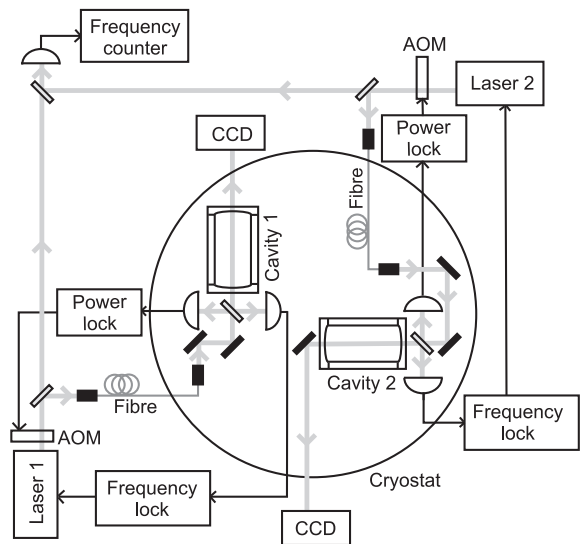 Frequency
counter
AOM
Laser 2
CCD
Power
lock
Fibre
Cavity 1
Power
lock
Cavity 2
Fibre
Frequency
lock
AOM
Cryostat
Laser 1
Frequency
lock
CCD